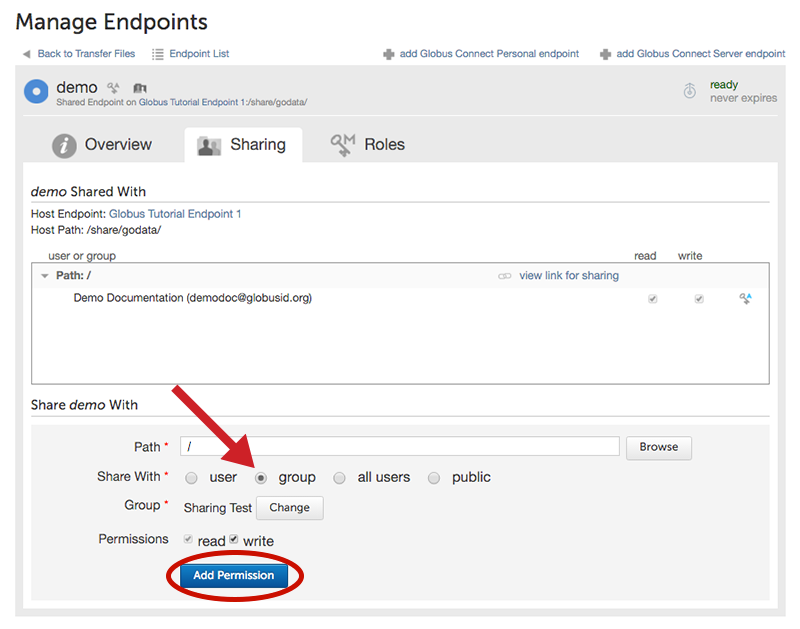 Manage Endpoints
Back to Transfer Files Endpoint List add Globus Connect Personal endpoint add Globus Connect Server endpoint
demo ready
Shared Endpoint on Globus Tutorial Endpoint 1:/share/godata/ never expires
Overview Sharing Roles
demo Shared With
Host Endpoint: Globus Tutorial Endpoint 1
Host Path: /share/godata/
user or group read write
Path: / view link for sharing
Demo Documentation (demodoc@globusid.org)
Share demo With
Path * / Browse
Share With * user group all users public
Group * Sharing Test Change
Permissions read write
Add Permission